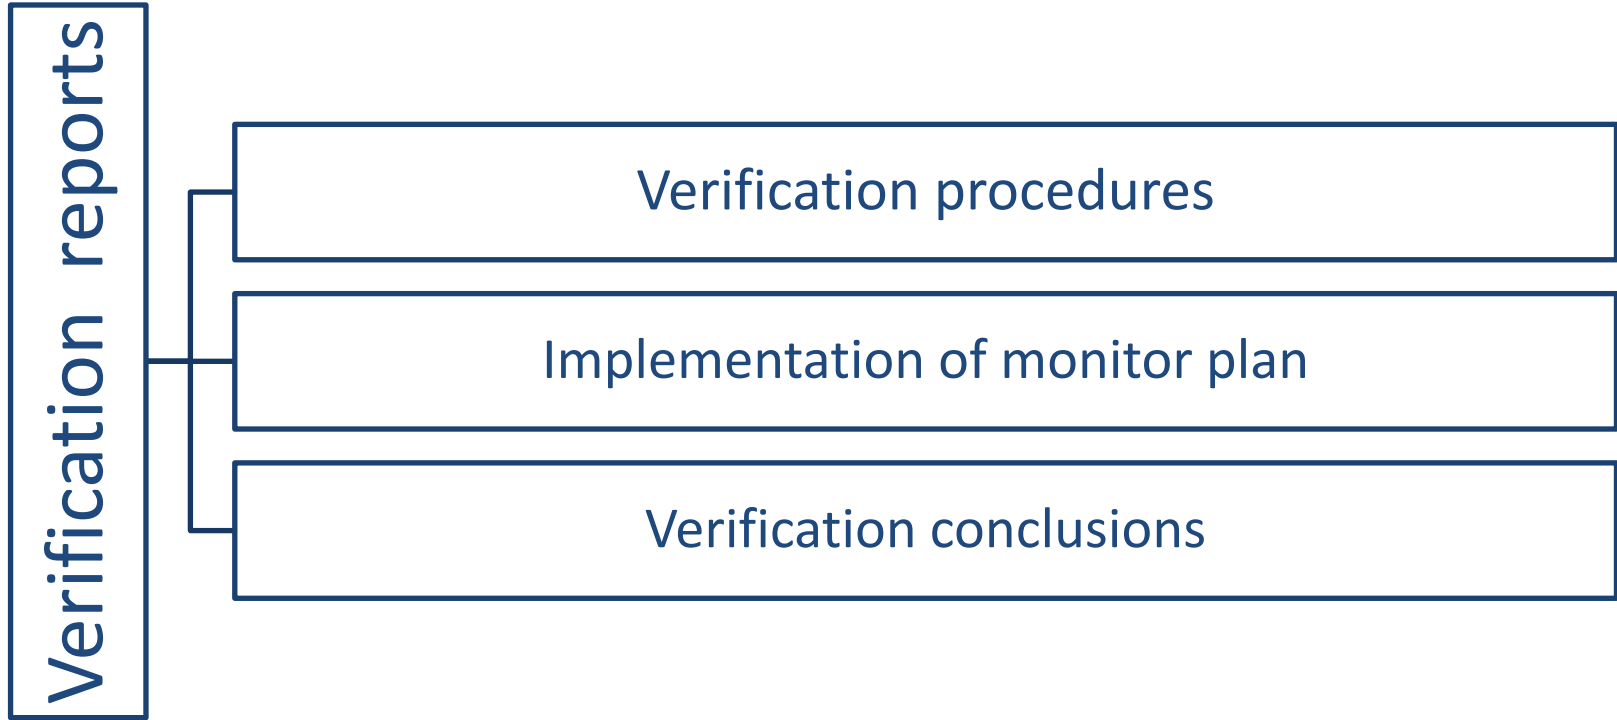 Verification reports
Verification procedures
Implementation of monitor plan
Verification conclusions